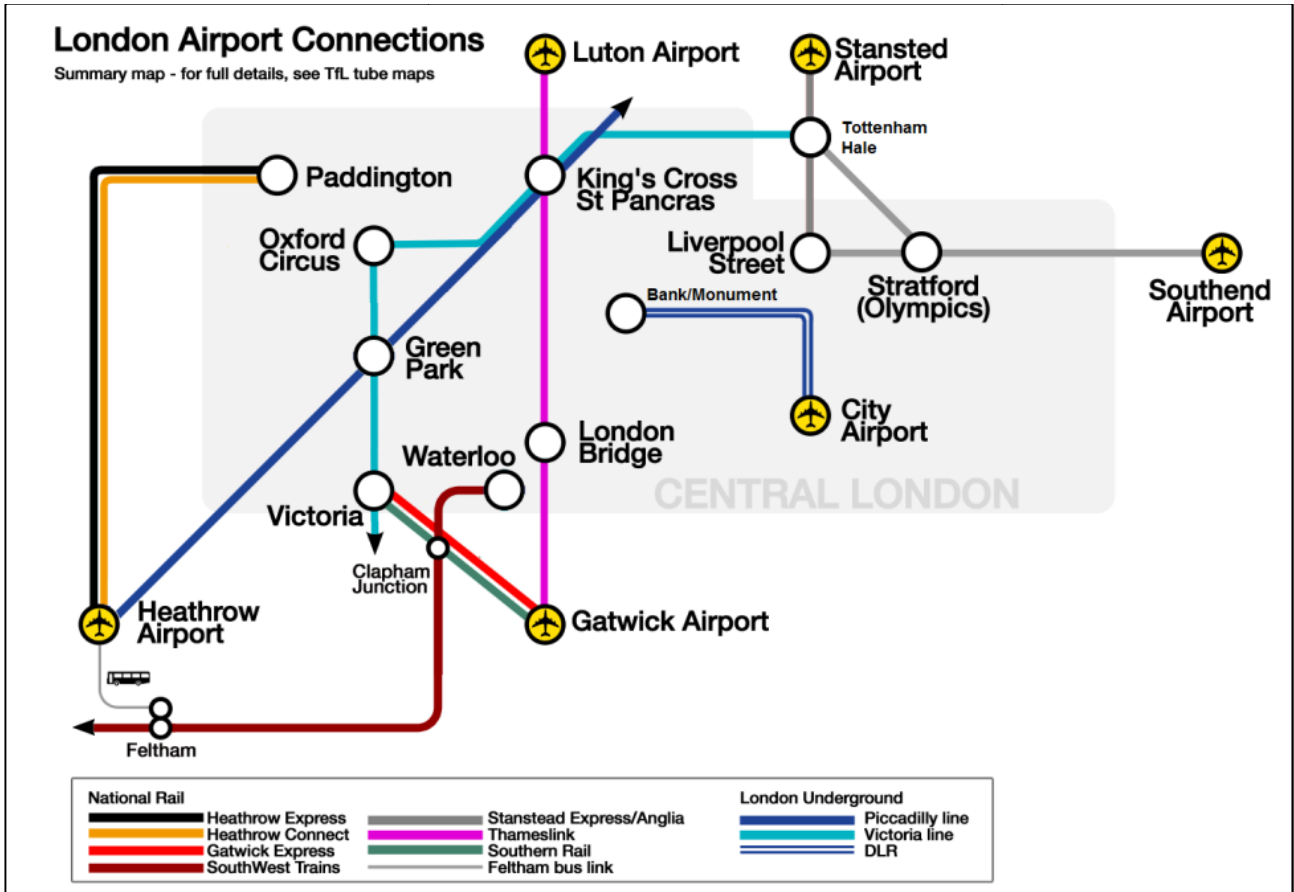 London Airport Connections
Summary map - for full details, see TfL tube maps
Luton Airport
Stansted
Airport
Tottenham
Hale
Paddington
King's Cross
St Pancras
Oxford
Circus
Liverpool
Street
Stratford
(Olympics)
Southend
Airport
Bank/Monument
Green
Park
City
Airport
London
Bridge
Waterloo
CENTRAL LONDON
Victoria
Clapham
Junction
Heathrow
Airport
Gatwick Airport
Feltham
National Rail
Heathrow Express
Heathrow Connect
Gatwick Express
SouthWest Trains
Stanstead Express/Anglia
Thameslink
Southern Rail
Feltham bus link
London Underground
Piccadilly line
Victoria line
DLR